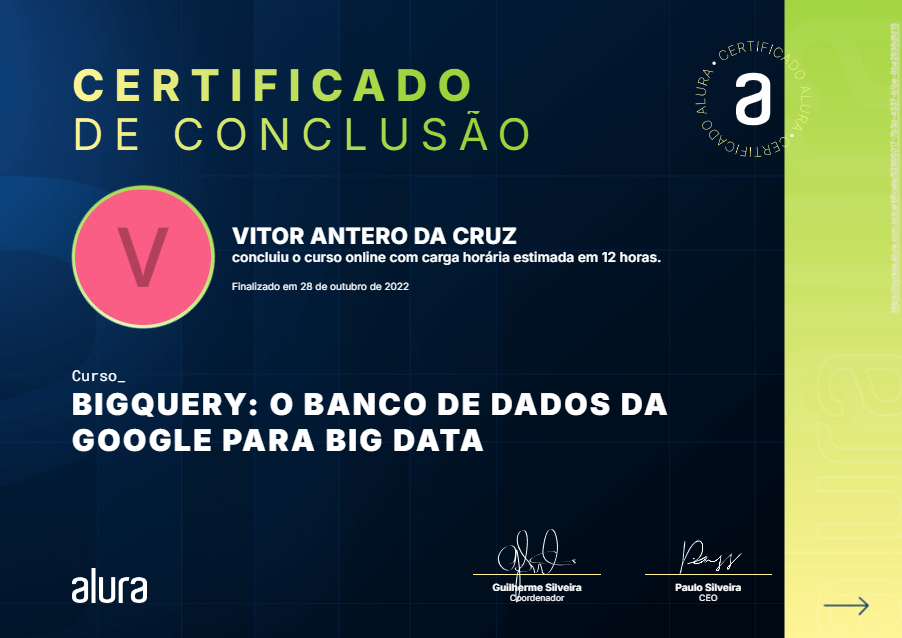 CERTIFICADO
DE CONCLUSÃO
CERTIFICADO ALURA • CERTIFICADO ALURA •
a
V
VITOR ANTERO DA CRUZ
concluiu o curso online com carga horária estimada em 12 horas.
Finalizado em 28 de outubro de 2022
Curso_
BIGQUERY: O BANCO DE DADOS DA
GOOGLE PARA BIG DATA
alura
Guilherme Silveira
Coordenador
Paulo Silveira
CEO
alura